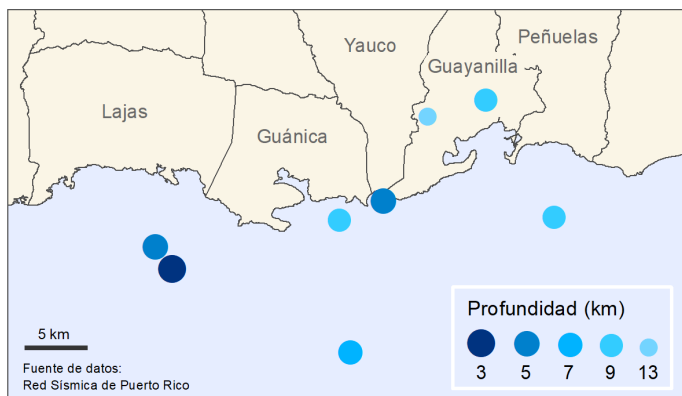 Peñuelas
Yauco
Guayanilla
Lajas
Guánica
5 km
Fuente de datos:
Red Sísmica de Puerto Rico
Profundidad (km)
3 5 7 9 13